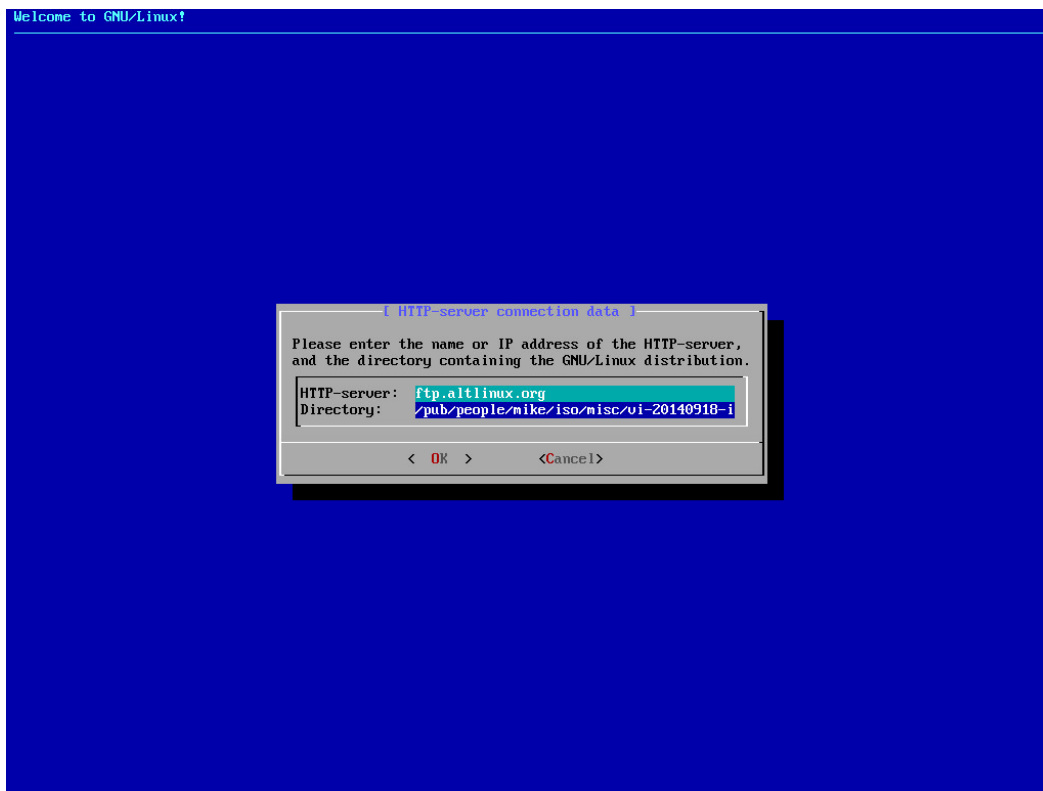 Welcome to GNU/Linux!
[ HTTP-server connection data ]
Please enter the name or IP address of the HTTP-server,
and the directory containing the GNU/Linux distribution.
HTTP-server: ftp.altlinux.org
Directory: /pub/people/mike/iso/misc/vi-20140918-i
< OK > <Cancel>